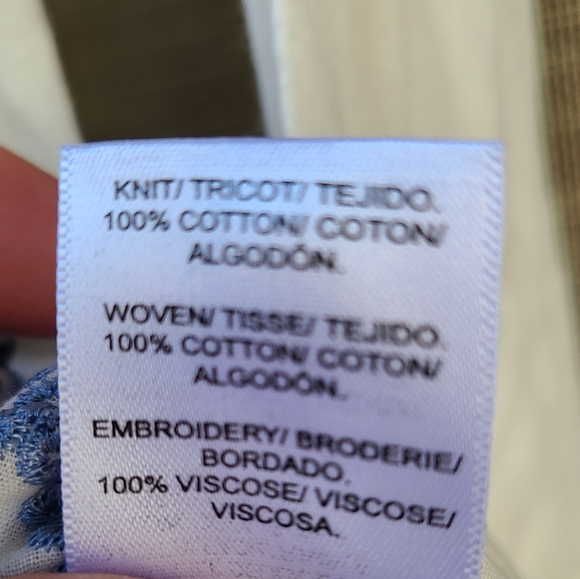 KNIT/ TRICOT/ TEJIDO.
100% COTTON/ COTON/
ALGODÓN.
WOVEN/ TISSE/ TEJIDO.
100% COTTON/ COTON/
ALGODÓN.
EMBROIDERY/ BRODERIE/
BORDADO.
100% VISCOSE/ VISCOSE/
VISCOSA.